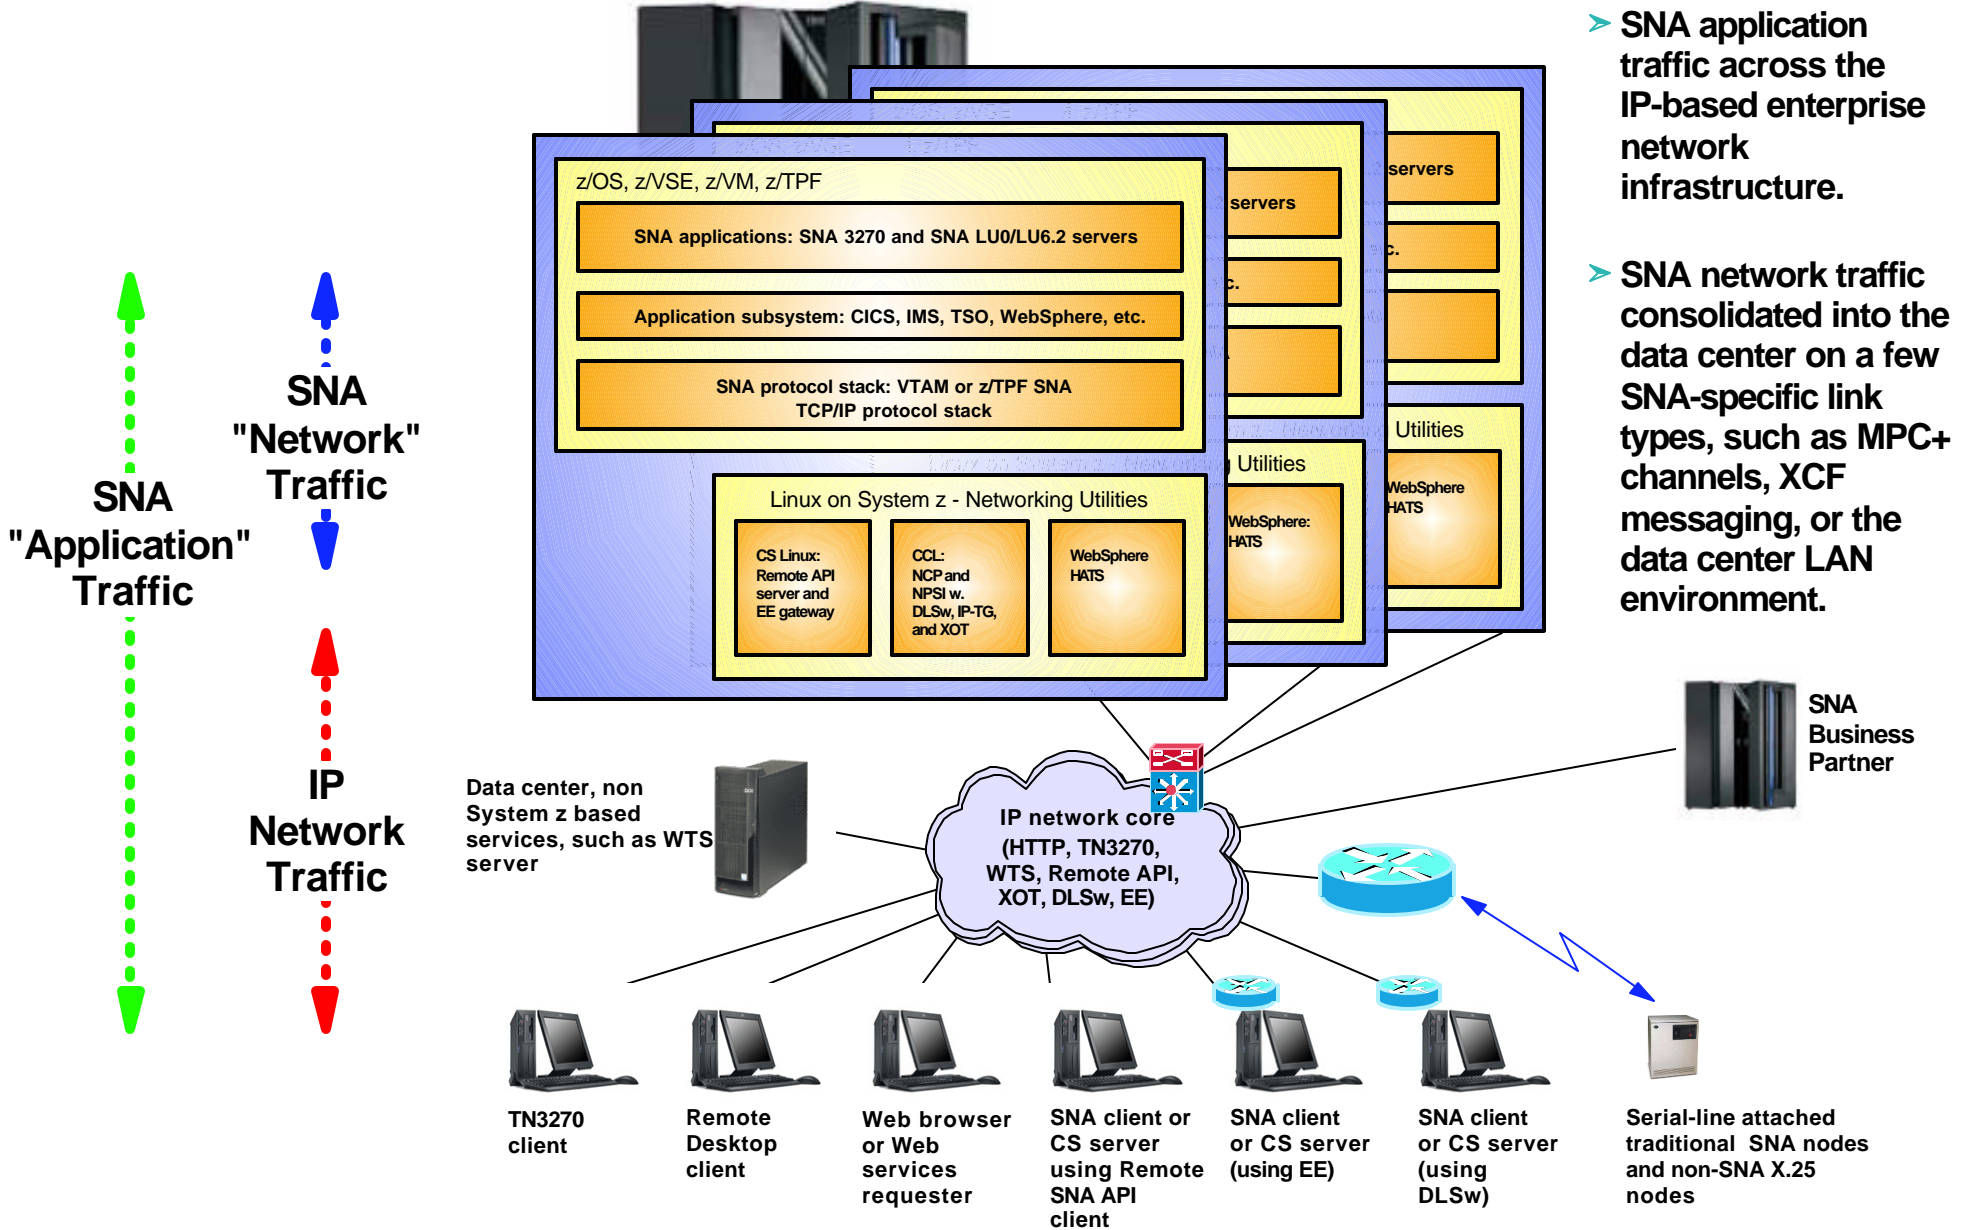 SNA application
traffic across the
IP-based enterprise
network
infrastructure.
SNA network traffic
consolidated into the
data center on a few
SNA-specific link
types, such as MPC+
channels, XCF
messaging, or the
data center LAN
environment.
z/OS, z/VSE, z/VM, z/TPF
SNA applications: SNA 3270 and SNA LU0/LU6.2 servers
Application subsystem: CICS, IMS, TSO, WebSphere, etc.
SNA protocol stack: VTAM or z/TPF SNA
TCP/IP protocol stack
servers
servers
Utilities
Utilities
Linux on System z - Networking Utilities
CS Linux:
Remote API
server and
EE gateway
CCL:
NCP and
NPSI w.
DLSw, IP-TG,
and XOT
WebSphere
HATS
WebSphere:
HATS
WebSphere
HATS
SNA
"Application"
Traffic
SNA
"Network"
Traffic
IP
Network
Traffic
Data center, non
System z based
services, such as WTS
server
IP network core
(HTTP, TN3270,
WTS, Remote API,
XOT, DLSw, EE)
SNA
Business
Partner
TN3270
client
Remote
Desktop
client
Web browser
or Web
services
requester
SNA client or
CS server
using Remote
SNA API
client
SNA client
or CS server
(using EE)
SNA client
or CS server
(using
DLSw)
Serial-line attached
traditional SNA nodes
and non-SNA X.25
nodes